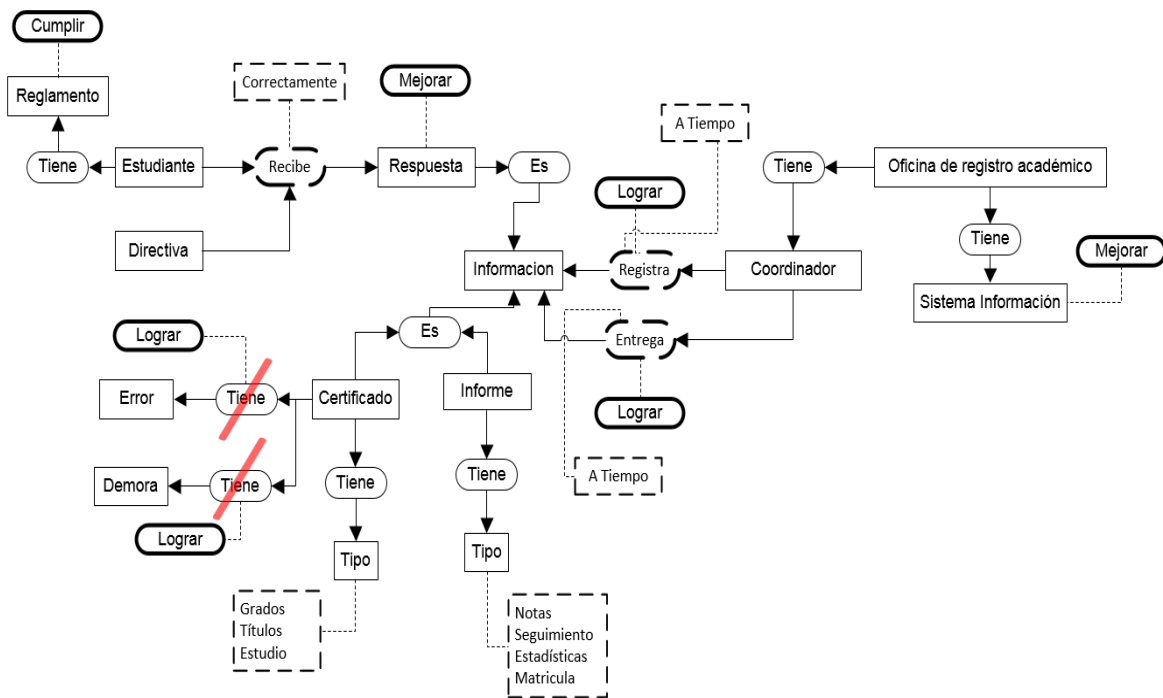 Cumplir
Correctamente
Mejorar
Reglamento
A Tiempo
Tiene
Estudiante
Recibe
Respuesta
Es
Tiene
Oficina de registro académico
Lograr
Directiva
Tiene
Informacion
Registra
Coordinador
Mejorar
Sistema Información
Es
Entrega
Lograr
Error
Tiene
Certificado
Informe
Lograr
Demora
Tiene
Tiene
Tiene
A Tiempo
Lograr
Tipo
Tipo
Grados
Títulos
Estudio
Notas
Seguimiento
Estadísticas
Matricula